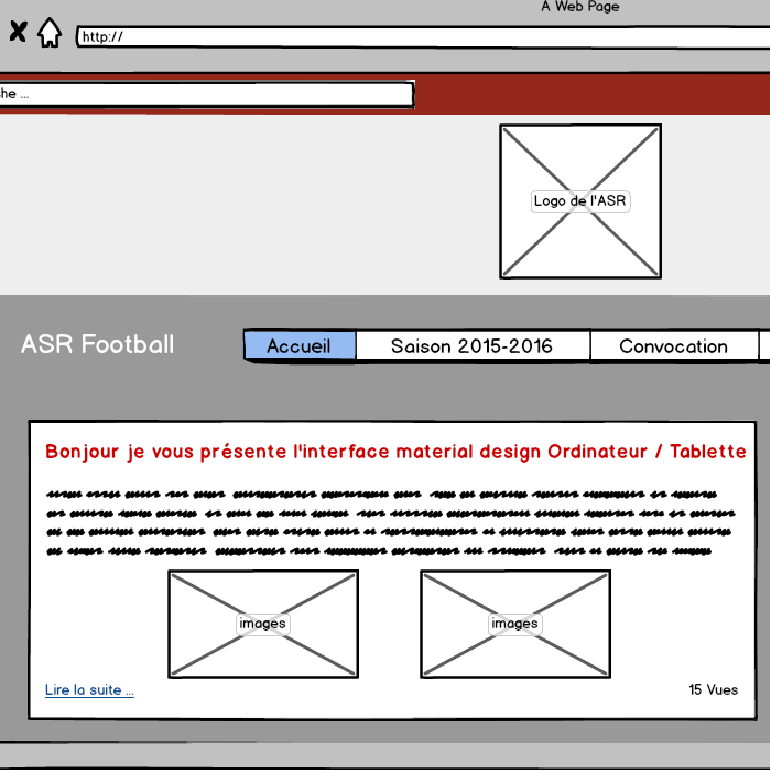 A Web Page
http://
he ...
Logo de l'ASR
ASR Football
Accueil
Saison 2015-2016
Convocation
Bonjour je vous présente l'interface material design Ordinateur / Tablette
images
images
Lire la suite ...
15 Vues